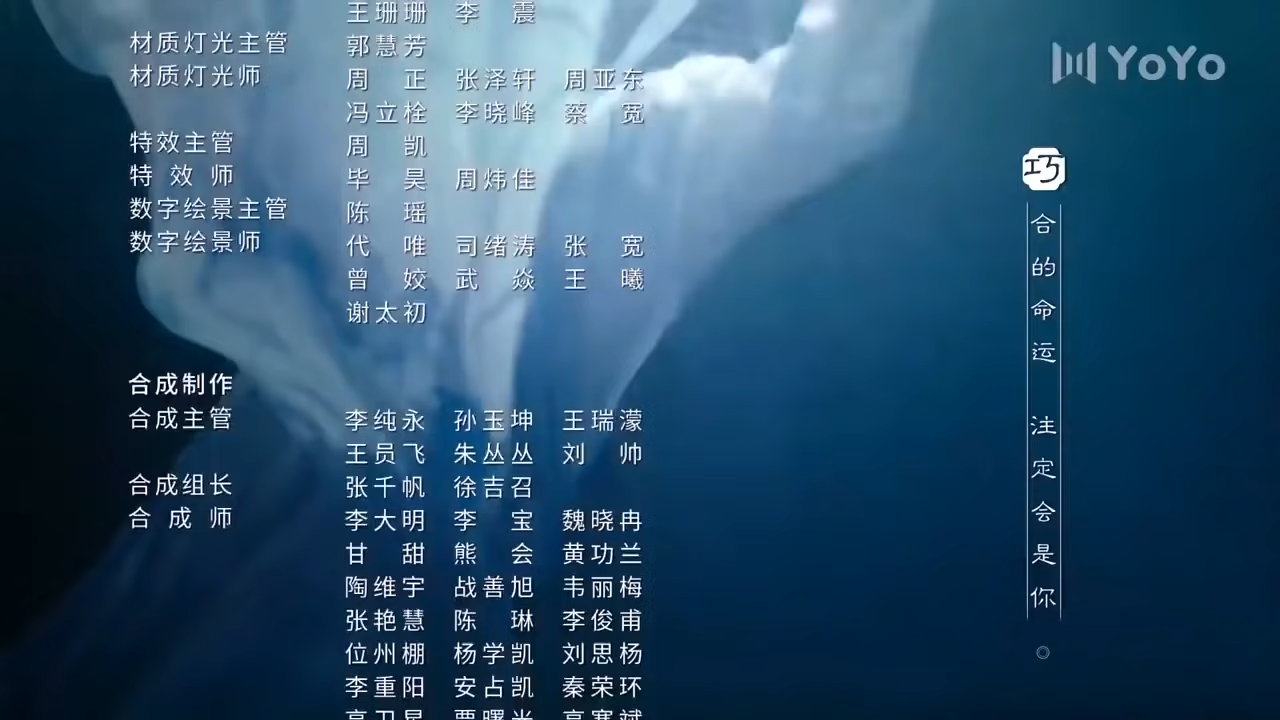 王珊珊 李震
材质灯光主管 郭慧芳
材质灯光师 周正 张泽轩 周亚东
冯立栓 李晓峰 蔡宽
特效主管 周凯
特效师 毕昊 周炜佳
数字绘景主管 陈瑶
数字绘景师 代唯 司绪涛 张宽
曾姣 武焱 王曦
谢太初
合成制作
合成主管 李纯永 孙玉坤 王瑞濛
王员飞 朱丛丛 刘帅
合成组长 张千帆 徐吉召
合成师 李大明 李宝 魏晓冉
甘甜 熊会 黄功兰
陶维宇 战善旭 韦丽梅
张艳慧 陈琳 李俊甫
位州棚 杨学凯 刘思杨
李重阳 安占凯 秦荣环
YoYo
巧合的命运 注定会是你